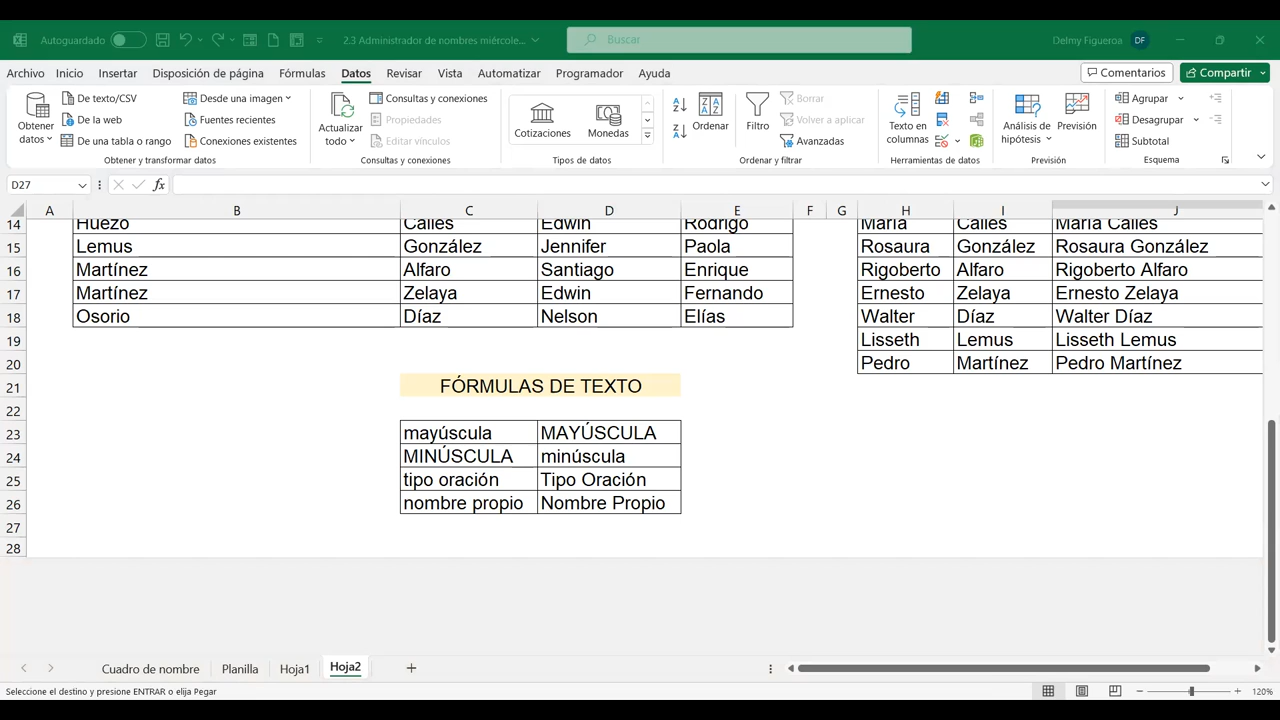 Autoguardado 2.3 Administrador de nombres miércole... Buscar Delmy Figueroa DF
Archivo Inicio Insertar Disposición de página Fórmulas Datos Revisar Vista Automatizar Programador Ayuda Comentarios Compartir
Obtener datos De texto/CSV De la web De una tabla o rango Desde una imagen Fuentes recientes Conexiones existentes
Actualizar todo Consultas y conexiones Propiedades Editar vínculos
Cotizaciones Monedas
Ordenar Filtro Borrar Volver a aplicar Avanzadas
Texto en columnas
Análisis de hipótesis Previsión
Agrupar Desagrupar Subtotal
Obtener y transformar datos Consultas y conexiones Tipos de datos Ordenar y filtrar Herramientas de datos Previsión Esquema
D27 fx
A B C D E F G H I J
14 Huezo Calles Edwin Rodrigo María Calles María Calles
15 Lemus González Jennifer Paola Rosaura González Rosaura González
16 Martínez Alfaro Santiago Enrique Rigoberto Alfaro Rigoberto Alfaro
17 Martínez Zelaya Edwin Fernando Ernesto Zelaya Ernesto Zelaya
18 Osorio Díaz Nelson Elías Walter Díaz Walter Díaz
19 Lisseth Lemus Lisseth Lemus
20 Pedro Martínez Pedro Martínez
21 FÓRMULAS DE TEXTO
22
23 mayúscula MAYÚSCULA
24 MINÚSCULA minúscula
25 tipo oración Tipo Oración
26 nombre propio Nombre Propio
27
28
Cuadro de nombre Planilla Hoja1 Hoja2
Seleccione el destino y presione ENTRAR o elija Pegar 120%